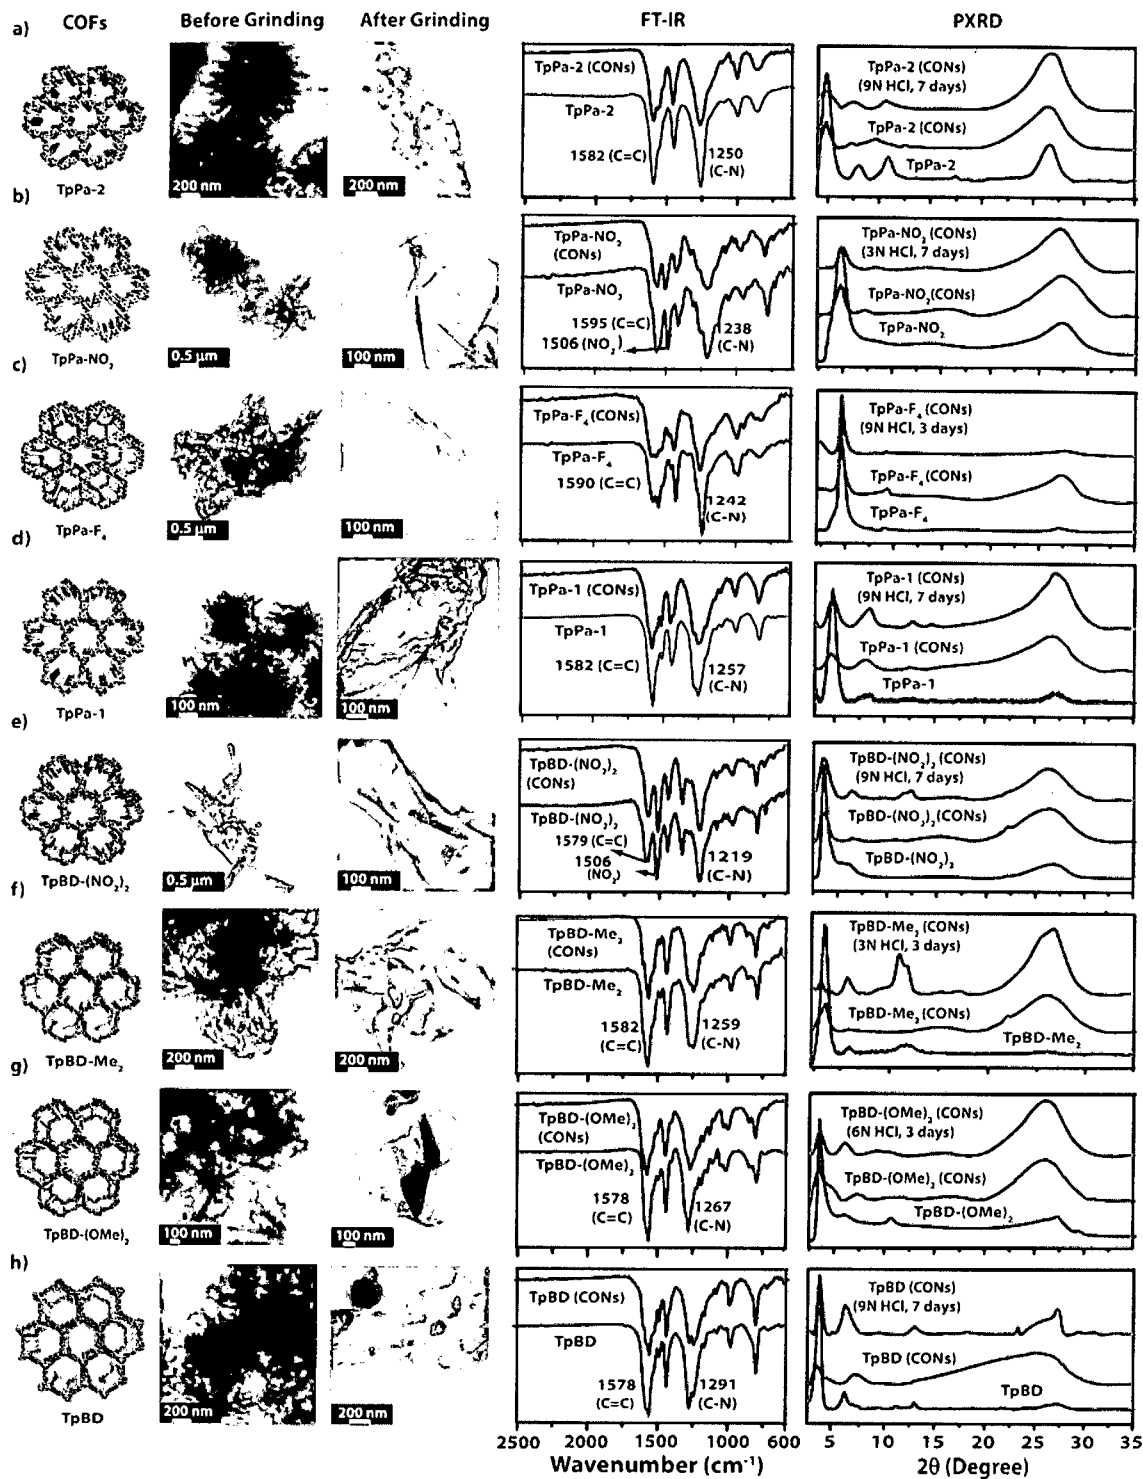 a) COFs Before Grinding After Grinding FT-IR PXRD
TpPa-2 (CONs)
TpPa-2
1582 (C=C)
1250
(C-N)
TpPa-2 (CONs)
(9N HCl, 7 days)
TpPa-2 (CONs)
TpPa-2
200 nm
200 nm
TpPa-2
b)
TpPa-NO2
(CONs)
TpPa-NO2
1595 (C=C)
1506 (NO2)
1238
(C-N)
TpPa-NO2 (CONs)
(3N HCl, 7 days)
TpPa-NO2(CONs)
TpPa-NO2
0.5 µm
100 nm
TpPa-NO2
c)
TpPa-F4 (CONs)
TpPa-F4
1590 (C=C)
1242
(C-N)
TpPa-F4 (CONs)
(9N HCl, 3 days)
TpPa-F4(CONs)
TpPa-F4
0.5 µm
100 nm
TpPa-F4
d)
TpPa-1 (CONs)
TpPa-1
1582 (C=C)
1257
(C-N)
TpPa-1 (CONs)
(9N HCl, 7 days)
TpPa-1 (CONs)
TpPa-1
100 nm
100 nm
TpPa-1
e)
TpBD-(NO2)2
(CONs)
TpBD-(NO2)2
1579 (C=C)
1506
(NO2)
1219
(C-N)
TpBD-(NO2)2 (CONs)
(9N HCl, 7 days)
TpBD-(NO2)2(CONs)
TpBD-(NO2)2
0.5 µm
100 nm
TpBD-(NO2)2
f)
TpBD-Me2
(CONs)
TpBD-Me2
1582
(C=C)
1259
(C-N)
TpBD-Me2 (CONs)
(3N HCl, 3 days)
TpBD-Me2 (CONs)
TpBD-Me2
200 nm
200 nm
TpBD-Me2
g)
TpBD-(OMe)2
(CONs)
TpBD-(OMe)2
1578
(C=C)
1267
(C-N)
TpBD-(OMe)2 (CONs)
(6N HCl, 3 days)
TpBD-(OMe)2 (CONs)
TpBD-(OMe)2
100 nm
100 nm
TpBD-(OMe)2
h)
TpBD (CONs)
TpBD
1578
(C=C)
1291
(C-N)
TpBD (CONs)
(9N HCl, 7 days)
TpBD (CONs)
TpBD
200 nm
200 nm
TpBD
2500 2000 1500 1000 600
Wavenumber (cm-1)
5 10 15 20 25 30 35
2θ (Degree)